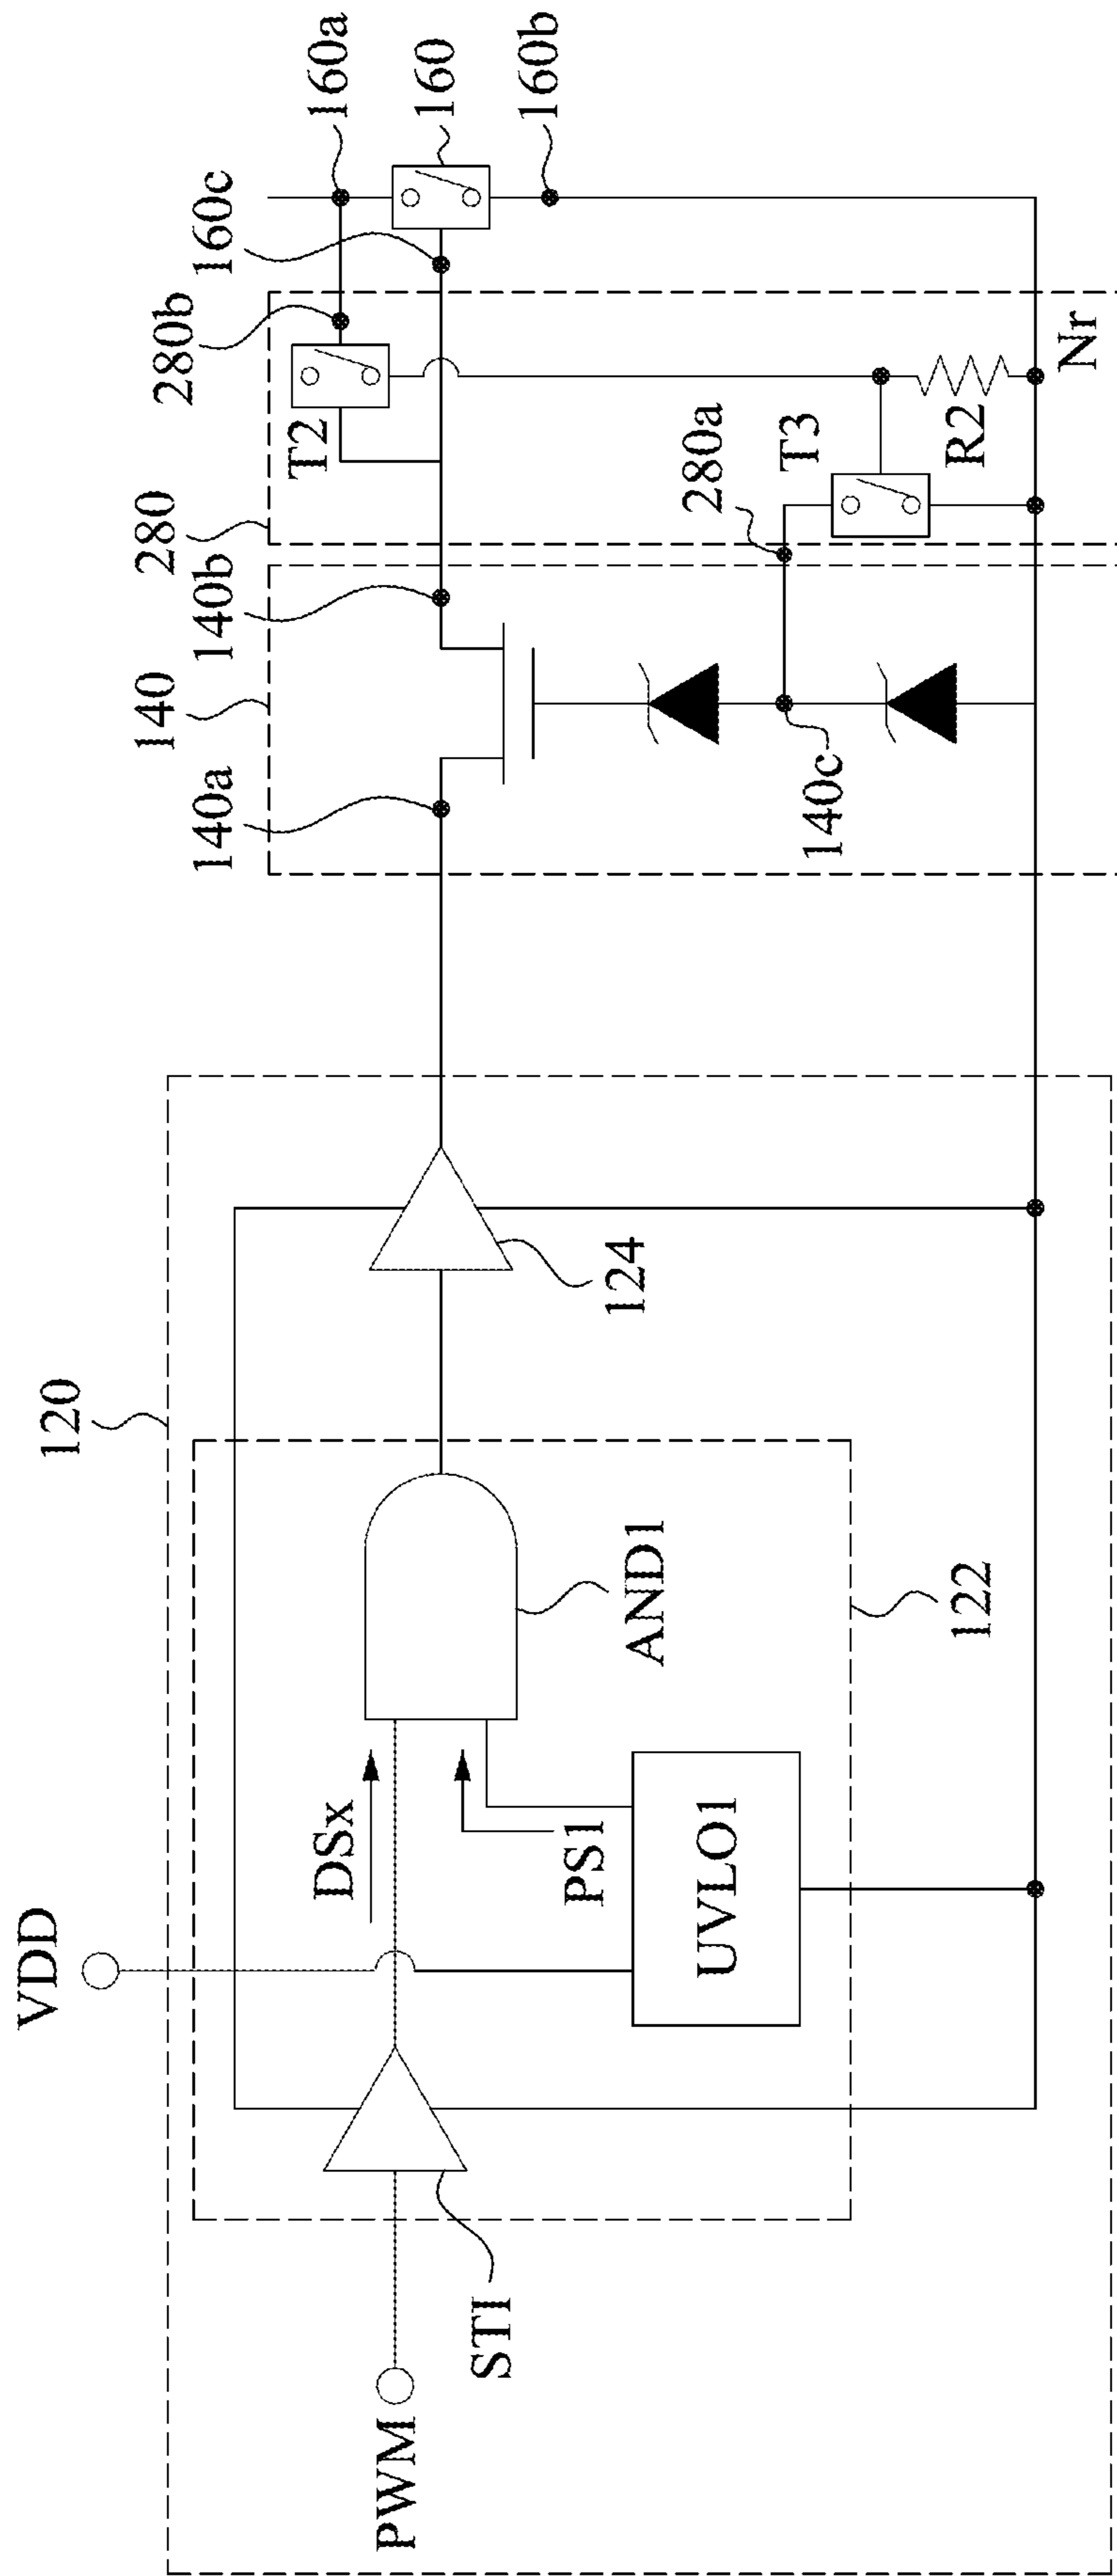 VDD
PWM
STI
DSx
PS1
UVLO1
AND1
122
120
124
140
140a
140b
140c
280
280a
280b
T2
T3
R2
Nr
160c
160a
160
160b